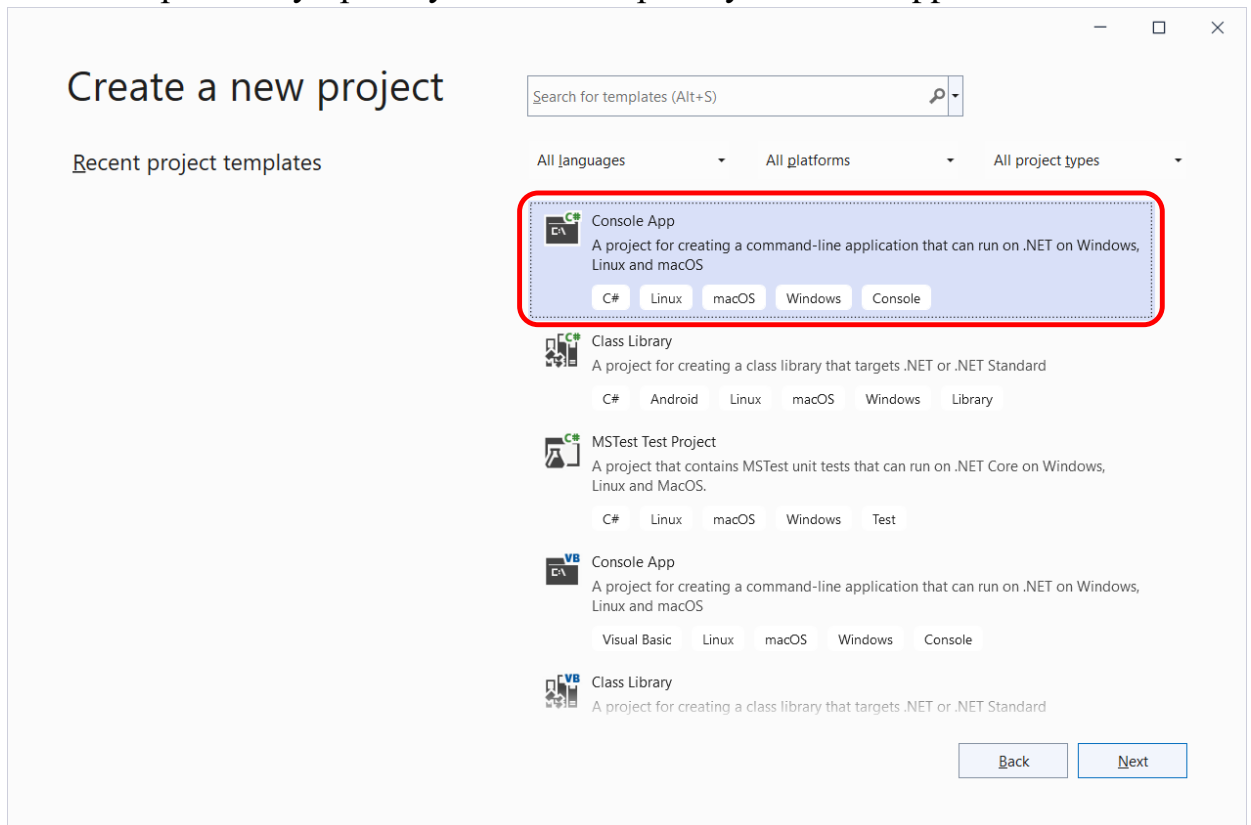 Create a new project
Search for templates (Alt+S)
Recent project templates
All languages
All platforms
All project types
C#
Console App
A project for creating a command-line application that can run on .NET on Windows,
Linux and macOS
C# Linux macOS Windows Console
C#
Class Library
A project for creating a class library that targets .NET or .NET Standard
C# Android Linux macOS Windows Library
C#
MSTest Test Project
A project that contains MSTest unit tests that can run on .NET Core on Windows,
Linux and MacOS.
C# Linux macOS Windows Test
VB
Console App
A project for creating a command-line application that can run on .NET on Windows,
Linux and macOS
Visual Basic Linux macOS Windows Console
VB
Class Library
A project for creating a class library that targets .NET or .NET Standard
Back
Next